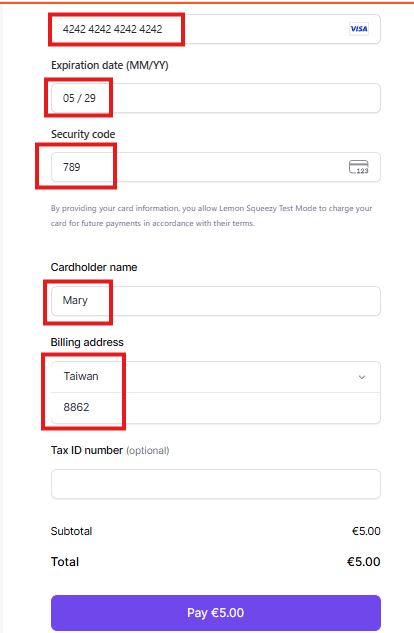 4242 4242 4242 4242 VISA
Expiration date (MM/YY)
05 / 29
Security code
789 123
By providing your card information, you allow Lemon Squeezy Test Mode to charge your
card for future payments in accordance with their terms.
Cardholder name
Mary
Billing address
Taiwan
8862
Tax ID number (optional)
Subtotal €5.00
Total €5.00
Pay €5.00